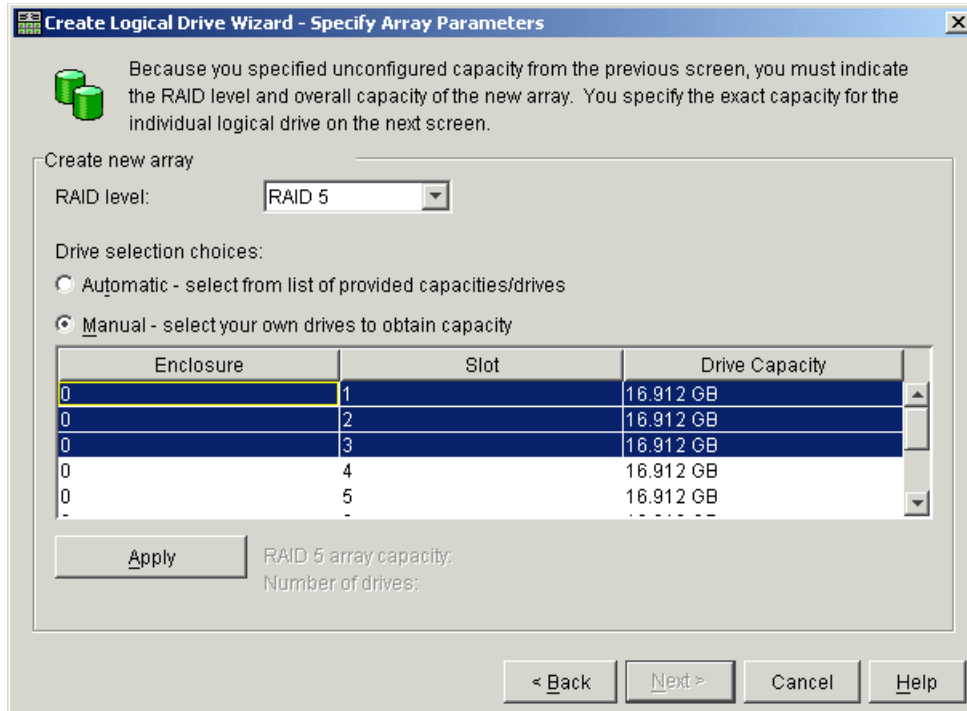 Create Logical Drive Wizard - Specify Array Parameters
Because you specified unconfigured capacity from the previous screen, you must indicate
the RAID level and overall capacity of the new array. You specify the exact capacity for the
individual logical drive on the next screen.
Create new array
RAID level: RAID 5
Drive selection choices:
Automatic - select from list of provided capacities/drives
Manual - select your own drives to obtain capacity
Enclosure Slot Drive Capacity
0 1 16.912 GB
0 2 16.912 GB
0 3 16.912 GB
0 4 16.912 GB
0 5 16.912 GB
Apply RAID 5 array capacity:
Number of drives:
< Back Next > Cancel Help